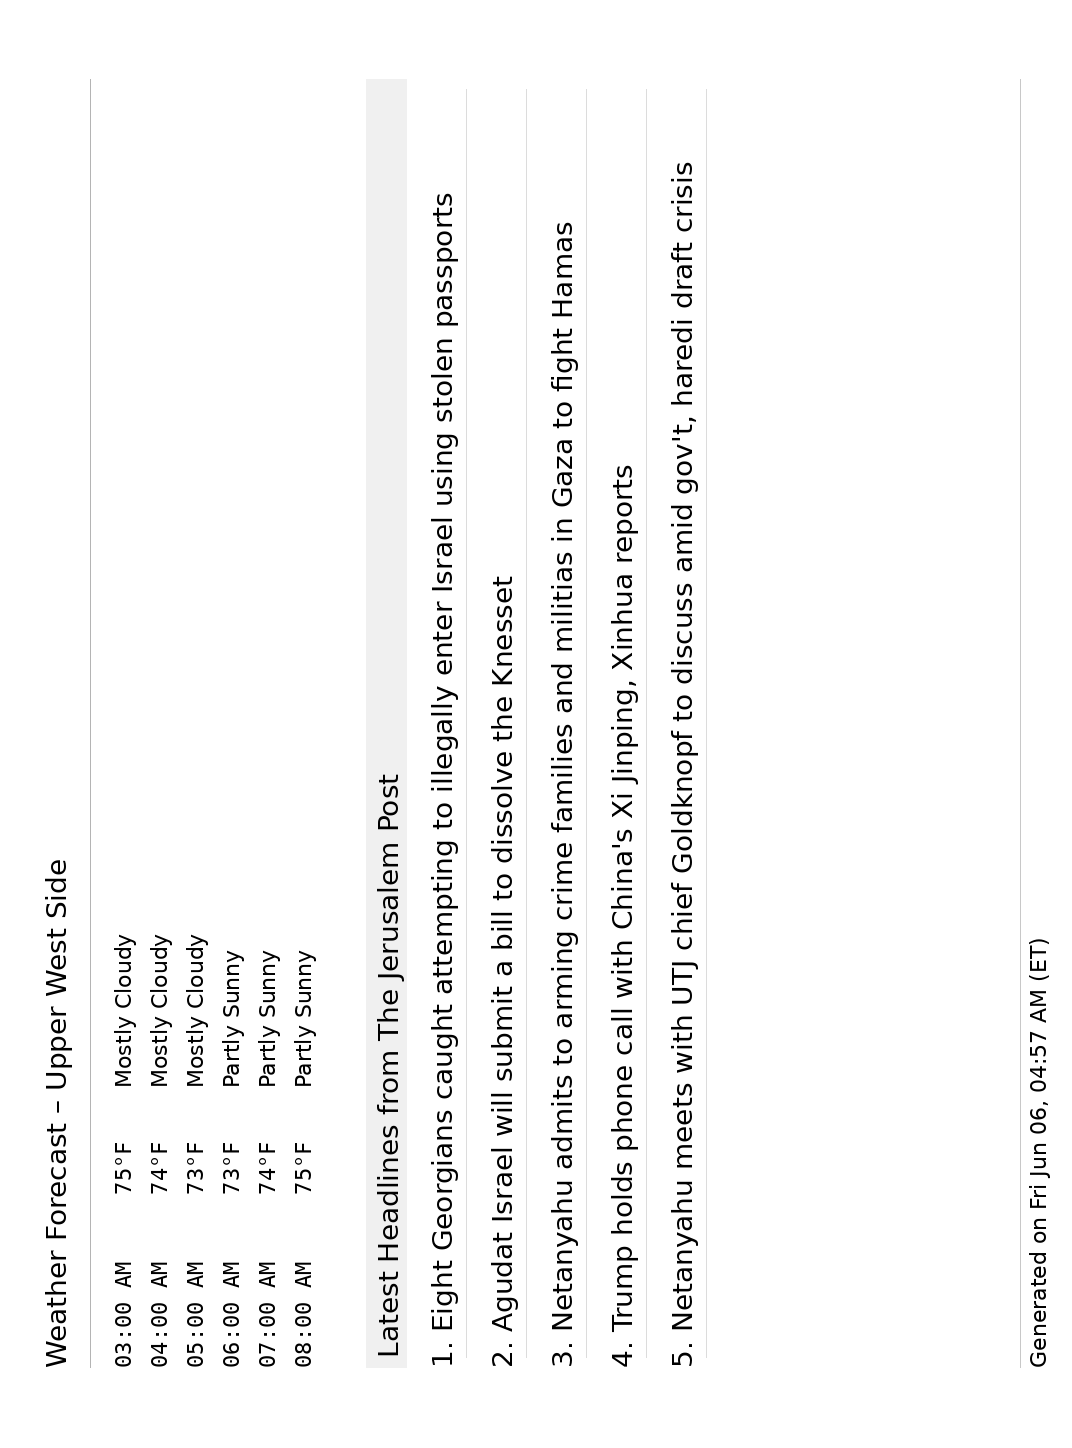 Weather Forecast – Upper West Side
03:00 AM 75°F Mostly Cloudy
04:00 AM 74°F Mostly Cloudy
05:00 AM 73°F Mostly Cloudy
06:00 AM 73°F Partly Sunny
07:00 AM 74°F Partly Sunny
08:00 AM 75°F Partly Sunny
Latest Headlines from The Jerusalem Post
1. Eight Georgians caught attempting to illegally enter Israel using stolen passports
2. Agudat Israel will submit a bill to dissolve the Knesset
3. Netanyahu admits to arming crime families and militias in Gaza to fight Hamas
4. Trump holds phone call with China's Xi Jinping, Xinhua reports
5. Netanyahu meets with UTJ chief Goldknopf to discuss amid gov't, haredi draft crisis
Generated on Fri Jun 06, 04:57 AM (ET)